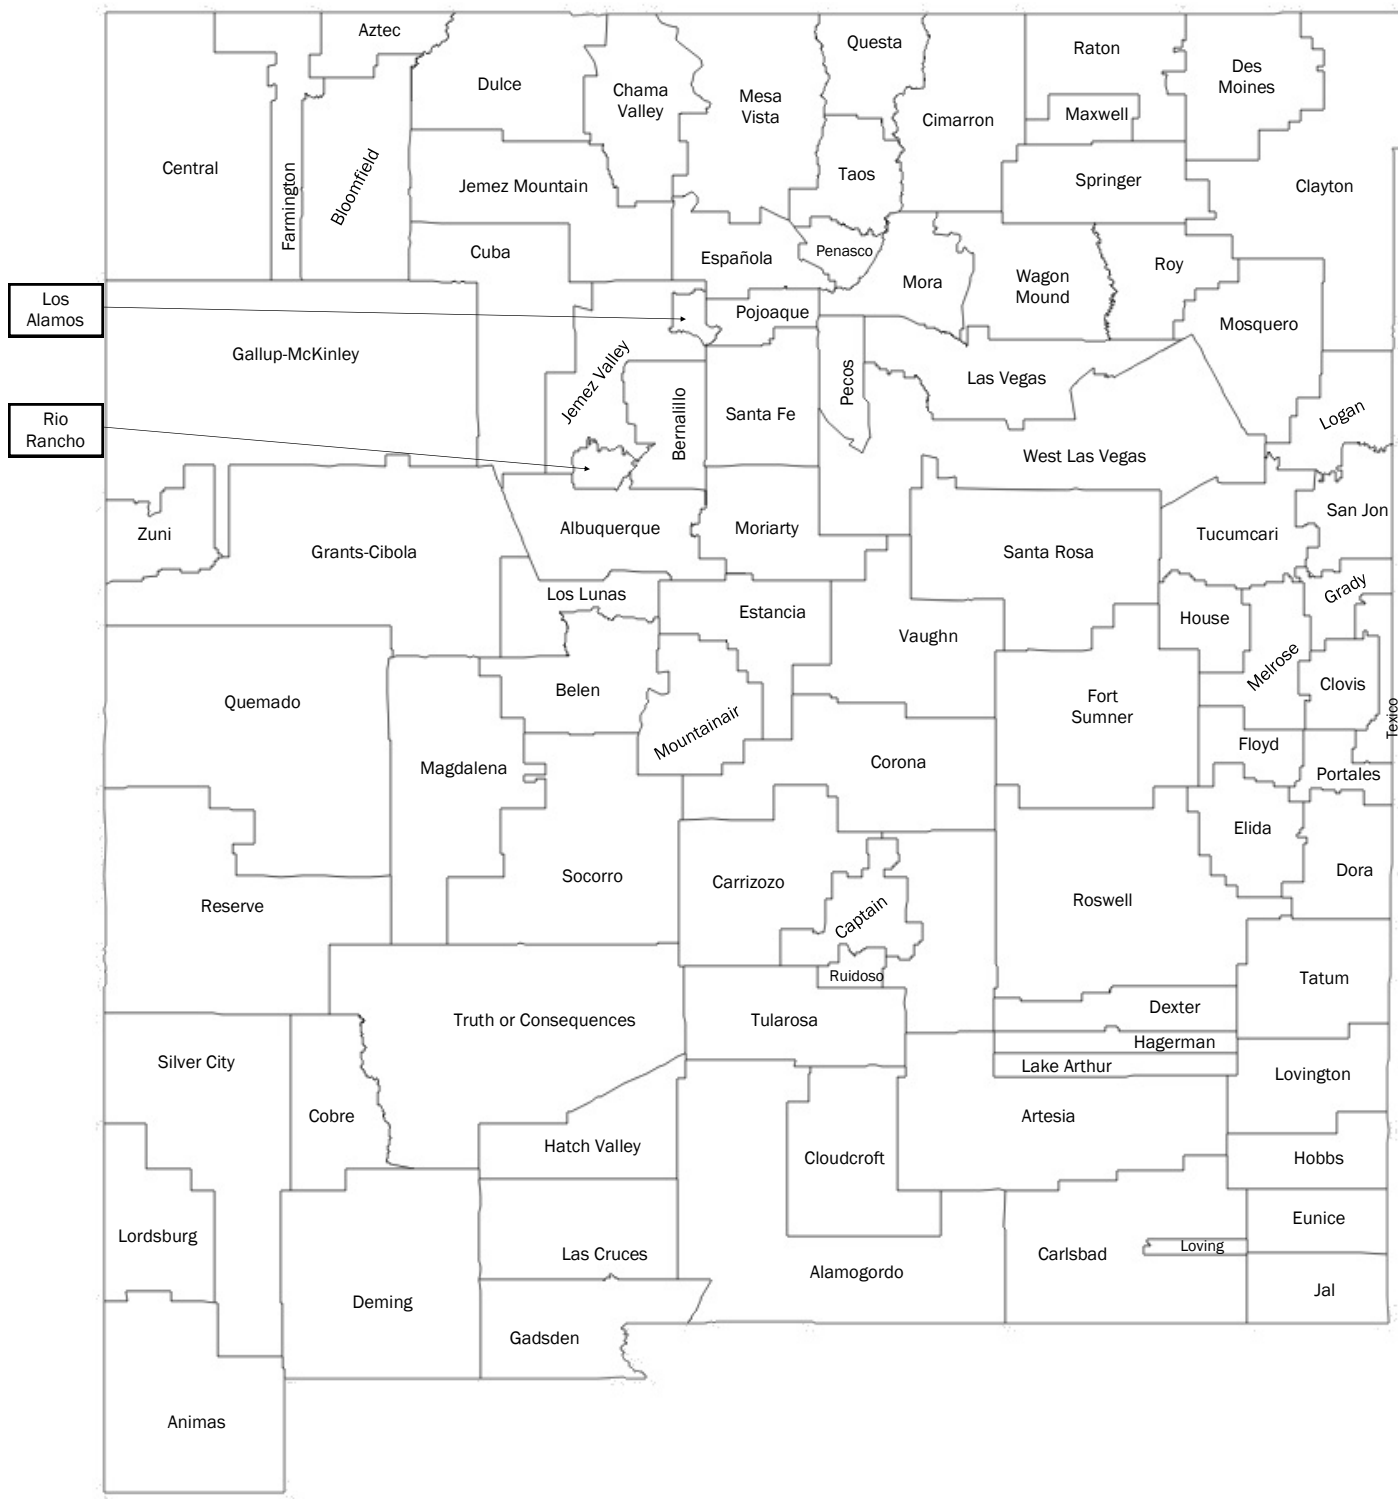 Aztec
Questa
Raton
Dulce
Des
Moines
Chama
Valley
Mesa
Vista
Cimarron
Maxwell
Central
Farmington
Bloomfield
Jemez Mountain
Taos
Springer
Clayton
Cuba
Española
Penasco
Mora
Wagon
Mound
Roy
Los
Alamos
Pojoaque
Mosquero
Gallup-McKinley
Jemez Valley
Bernalillo
Pecos
Las Vegas
Rio
Rancho
Santa Fe
Logan
West Las Vegas
Zuni
Albuquerque
Moriarty
Tucumcari
San Jon
Grants-Cibola
Santa Rosa
Los Lunas
Estancia
Grady
House
Vaughn
Quemado
Belen
Melrose
Clovis
Fort
Sumner
Texico
Mountainair
Magdalena
Corona
Floyd
Portales
Elida
Socorro
Carrizozo
Dora
Reserve
Captain
Roswell
Ruidoso
Tatum
Truth or Consequences
Tularosa
Dexter
Hagerman
Silver City
Lake Arthur
Lovington
Cobre
Artesia
Hatch Valley
Cloudcroft
Hobbs
Lordsburg
Eunice
Las Cruces
Carlsbad
Loving
Alamogordo
Jal
Deming
Gadsden
Animas